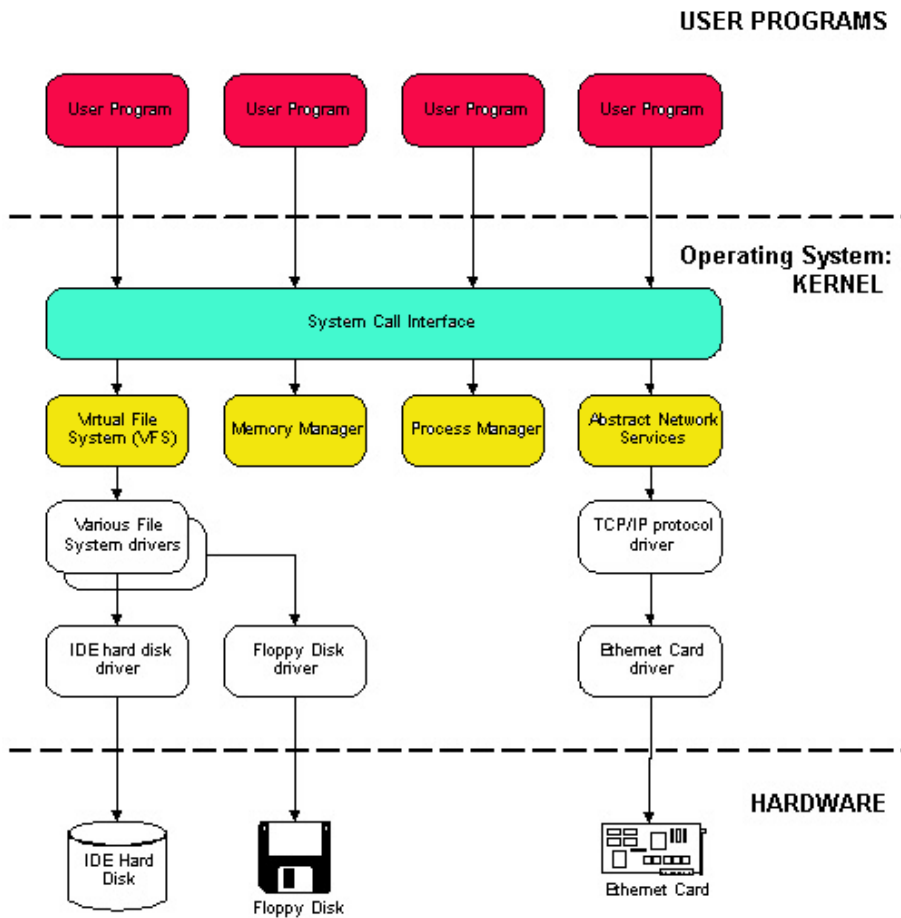 USER PROGRAMS
User Program
User Program
User Program
User Program
Operating System:
KERNEL
System Call Interface
Virtual File
System (VFS)
Memory Manager
Process Manager
Abstract Network
Services
Various File
System drivers
TCP/IP protocol
driver
IDE hard disk
driver
Floppy Disk
driver
Ethernet Card
driver
HARDWARE
IDE Hard
Disk
Floppy Disk
Ethernet Card